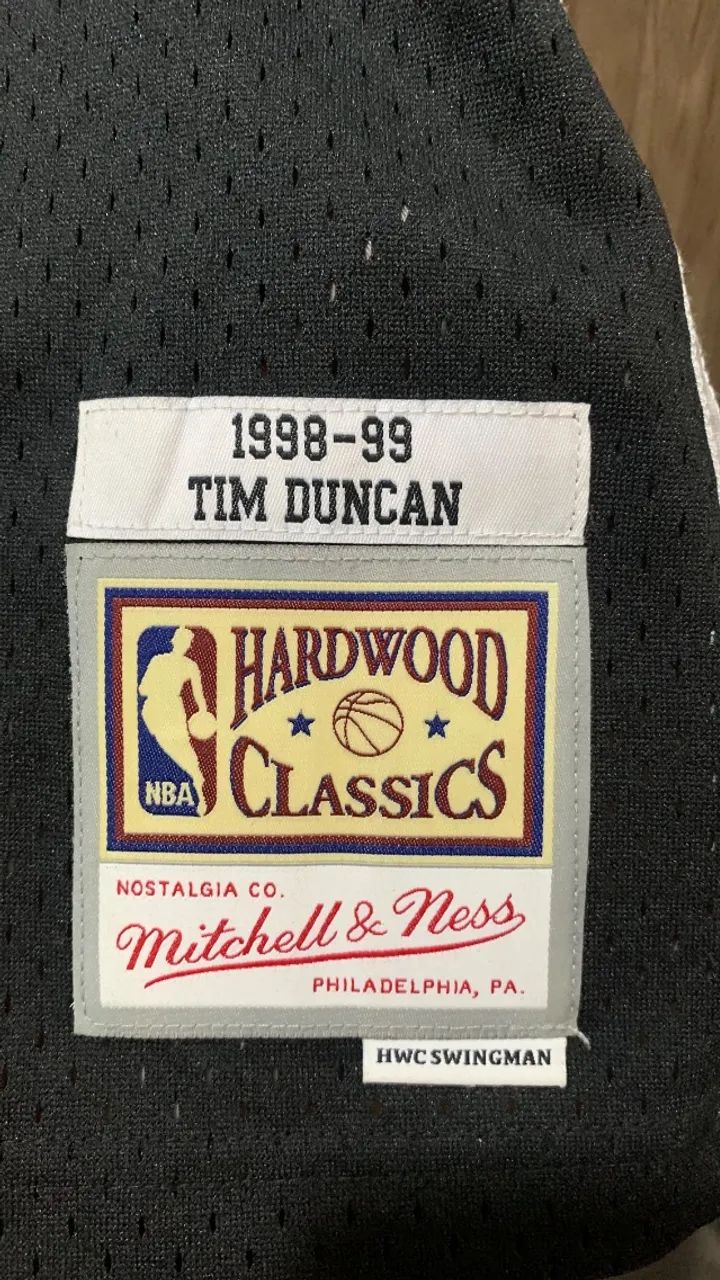 1998-99
TIM DUNCAN
HARDWOOD
CLASSICS
NBA
NOSTALGIA CO.
Mitchell & Ness
PHILADELPHIA, PA.
HWC SWINGMAN